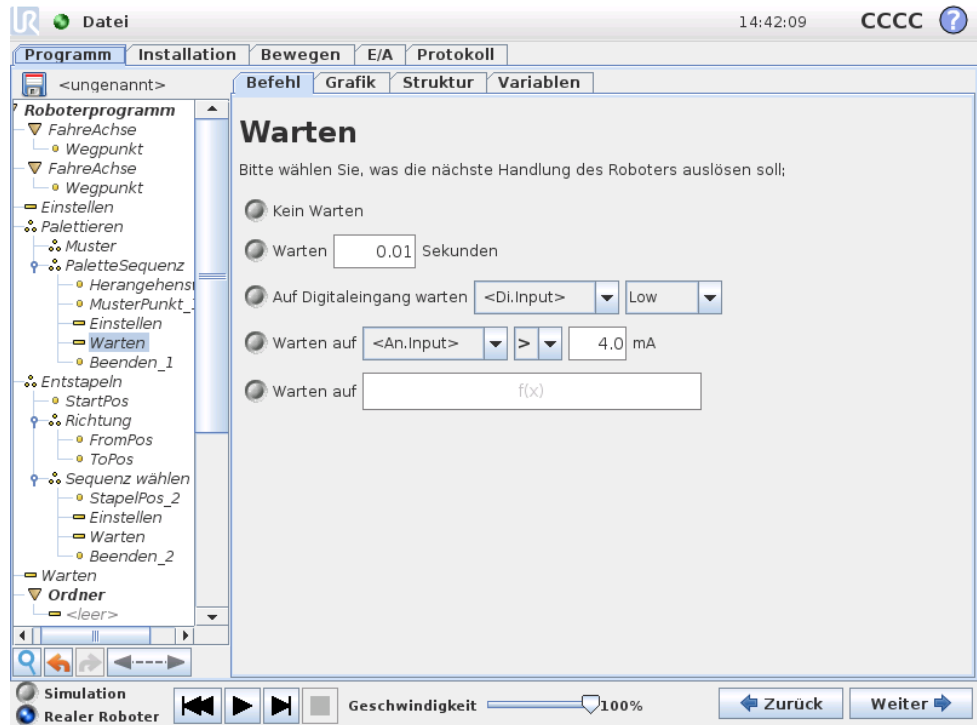 UR Datei 14:42:09 CCCC ?
Programm Installation Bewegen E/A Protokoll
<ungenannt>
Befehl Grafik Struktur Variablen
Roboterprogramm
FahreAchse
Wegpunkt
FahreAchse
Wegpunkt
Einstellen
Palettieren
Muster
PaletteSequenz
MusterPunkt_
Einstellen
Warten
Beenden_1
Entstapeln
StartPos
Richtung
FromPos
ToPos
Sequenz wählen
StapelPos_2
Einstellen
Warten
Beenden_2
Warten
Ordner
<leer>
Warten
Bitte wählen Sie, was die nächste Handlung des Roboters auslösen soll;
Kein Warten
Warten 0.01 Sekunden
Auf Digitaleingang warten <Di.Input> Low
Warten auf <An.Input> > 4.0 mA
Warten auf f(x)
Simulation
Realer Roboter
Geschwindigkeit 100%
Zurück Weiter